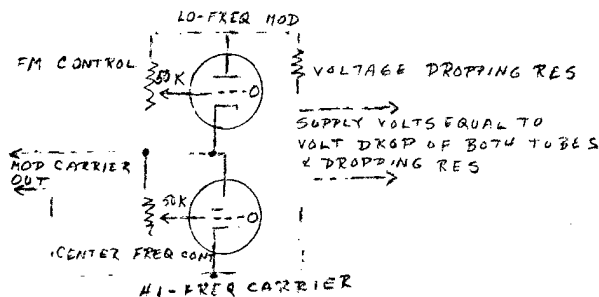 LO-FREQ MOD
FM CONTROL
50K
VOLTAGE DROPPING RES
SUPPLY VOLTS EQUAL TO
VOLT DROP OF BOTH TUBES
& DROPPING RES
MOD CARRIER
OUT
50K
CENTER FREQ CONT
HI-FREQ CARRIER